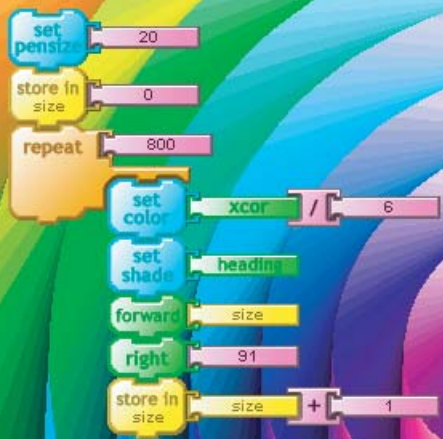 set pensize 20
store in size 0
repeat 800
set color xcor / 6
set shade heading
forward size
right 91
store in size size + 1